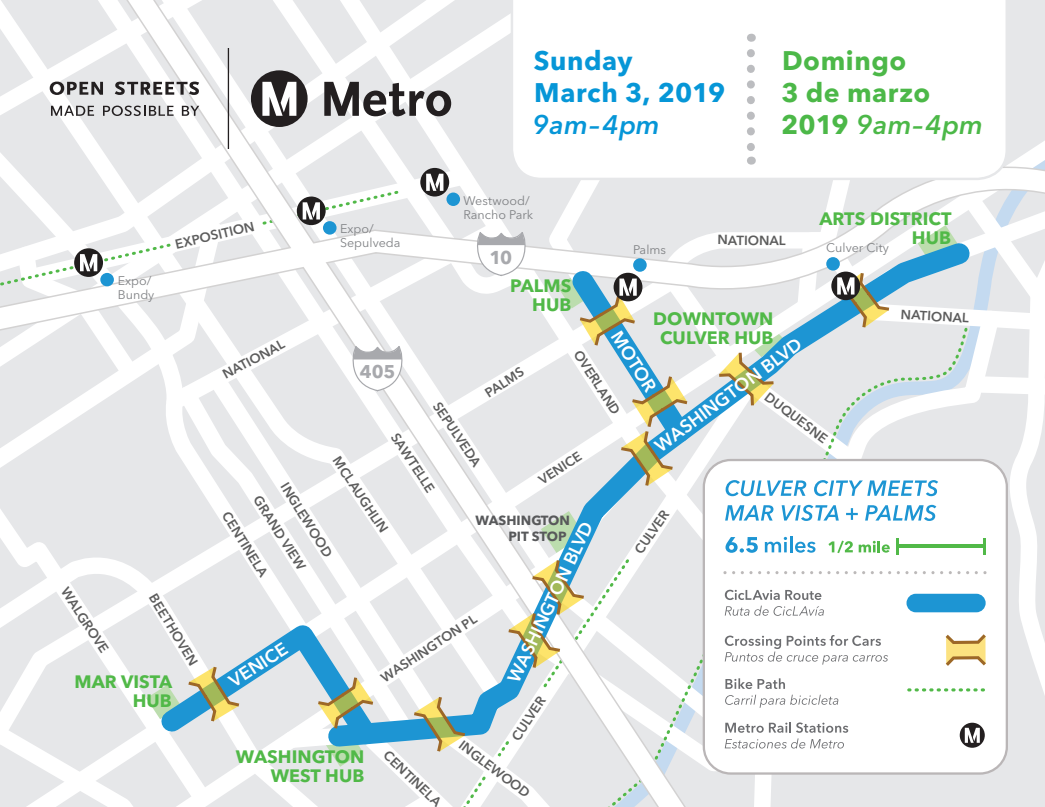 OPEN STREETS
MADE POSSIBLE BY
M Metro
Sunday
March 3, 2019
9am–4pm
Domingo
3 de marzo
2019 9am–4pm
M
Westwood/
Rancho Park
M
Expo/
Sepulveda
EXPOSITION
M
Expo/
Bundy
10
Palms
M
NATIONAL
ARTS DISTRICT
HUB
Culver City
M
NATIONAL
PALMS
HUB
DOWNTOWN
CULVER HUB
MOTOR
OVERLAND
WASHINGTON BLVD
DUQUESNE
NATIONAL
405
PALMS
SEPULVEDA
SAWTELLE
VENICE
MCLAUGHLIN
INGLEWOOD
GRAND VIEW
CENTINELA
WASHINGTON
PIT STOP
CULVER
WASHINGTON BLVD
WALGROVE
BEETHOVEN
WASHINGTON PL
VENICE
MAR VISTA
HUB
WASHINGTON
WEST HUB
CENTINELA
INGLEWOOD
CULVER
CULVER CITY MEETS
MAR VISTA + PALMS
6.5 miles 1/2 mile
CicLAvia Route
Ruta de CicLAvía
Crossing Points for Cars
Puntos de cruce para carros
Bike Path
Carril para bicicleta
Metro Rail Stations
Estaciones de Metro
M